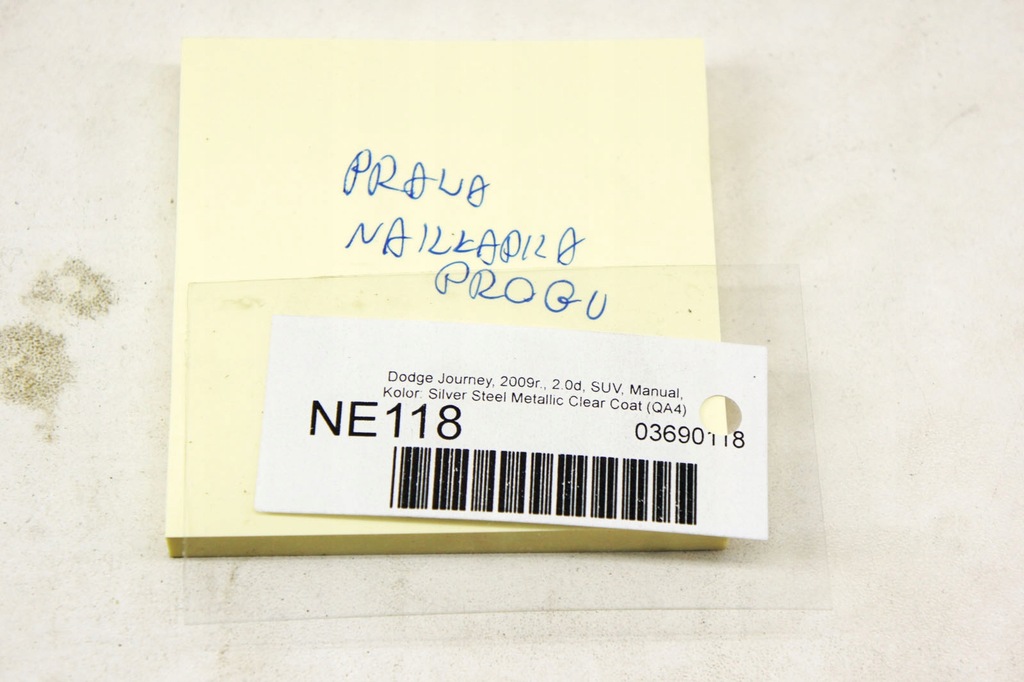 PRAWA
NAKŁADKA
PROGU
Dodge Journey, 2009r., 2.0d, SUV, Manual,
Kolor: Silver Steel Metallic Clear Coat (QA4)
NE118
03690118